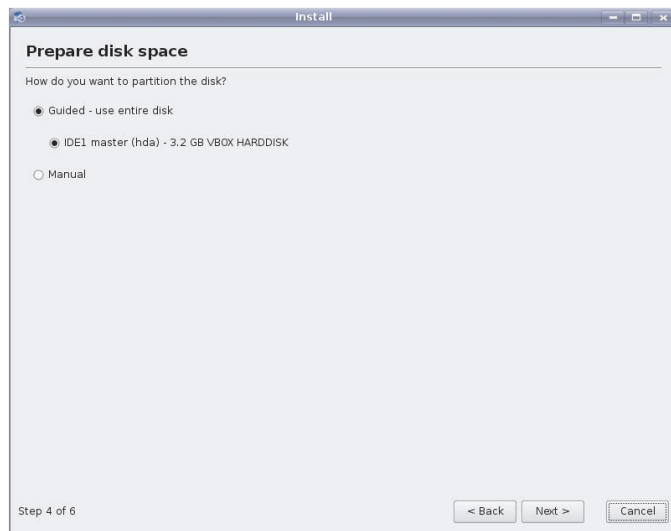 Install
Prepare disk space
How do you want to partition the disk?
Guided - use entire disk
IDE1 master (hda) - 3.2 GB VBOX HARDDISK
Manual
Step 4 of 6
< Back
Next >
Cancel